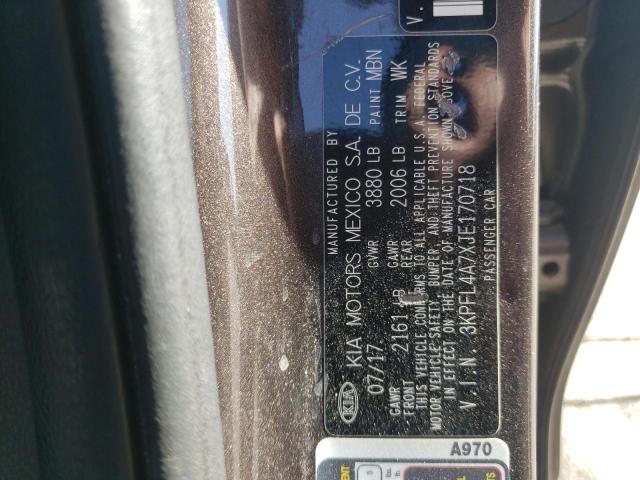 MANUFACTURED BY
KIA KIA MOTORS MEXICO S.A. DE C.V.
07/17 GVWR 3880 LB PAINT MBN
GAWR FRONT 2161 LB GAWR REAR 2006 LB TRIM WK
THIS VEHICLE CONFORMS TO ALL APPLICABLE U.S.A. FEDERAL
MOTOR VEHICLE SAFETY, BUMPER, AND THEFT PREVENTION STANDARDS
IN EFFECT ON THE DATE OF MANUFACTURE SHOWN ABOVE.
V I N 3KPFL4A7XJE170718
PASSENGER CAR
V.
A970